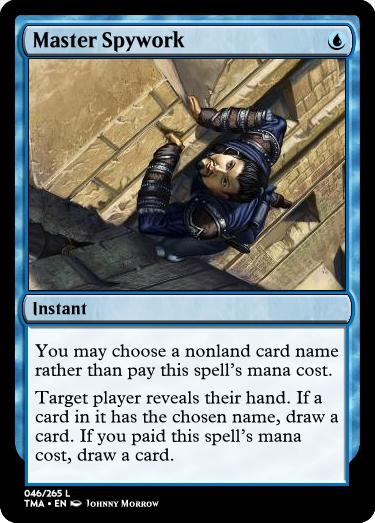 Master Spywork
Instant
You may choose a nonland card name
rather than pay this spell's mana cost.
Target player reveals their hand. If a
card in it has the chosen name, draw a
card. If you paid this spell's mana
cost, draw a card.
046/265 L
TMA • EN Johnny Morrow